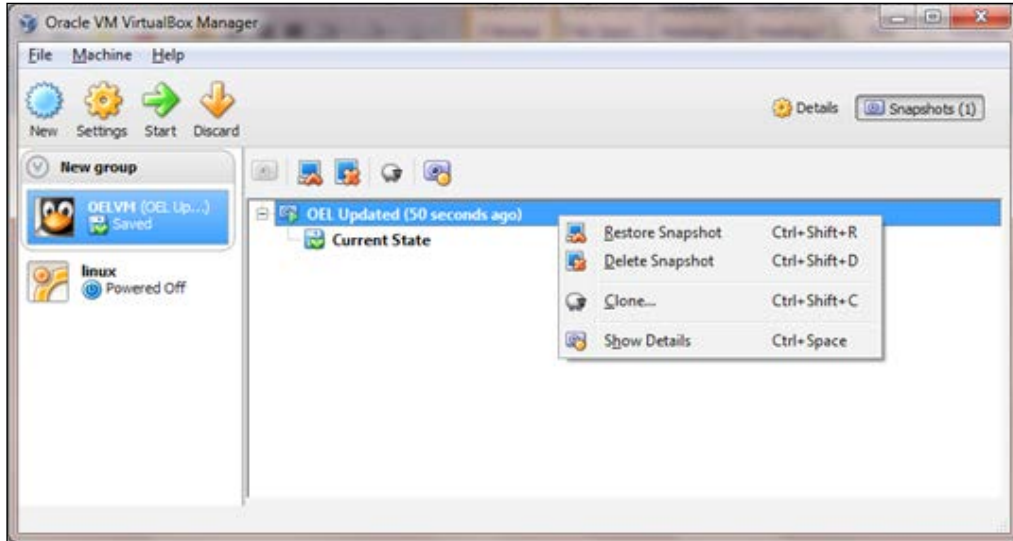 Oracle VM VirtualBox Manager
File Machine Help
New Settings Start Discard
Details Snapshots (1)
New group
OELVM (OEL Up...)
Saved
linux
Powered Off
OEL Updated (50 seconds ago)
Current State
Restore Snapshot Ctrl+Shift+R
Delete Snapshot Ctrl+Shift+D
Clone... Ctrl+Shift+C
Show Details Ctrl+Space